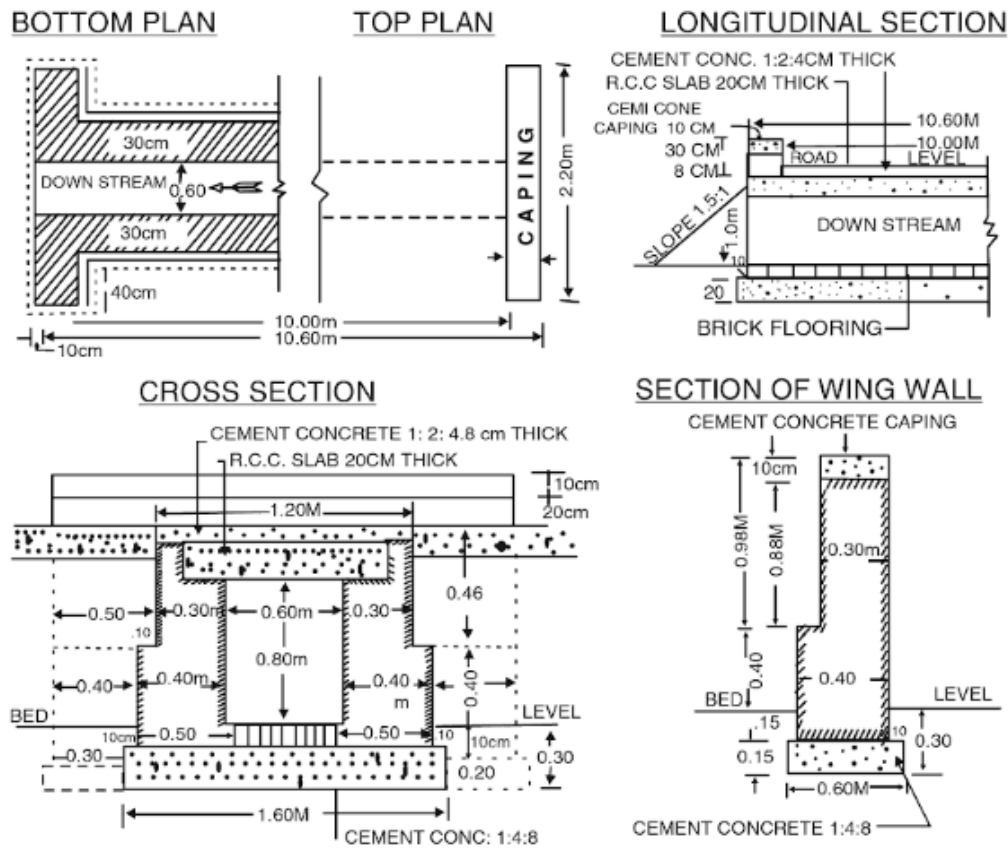 BOTTOM PLAN
TOP PLAN
30cm
DOWN STREAM
0.60
30cm
40cm
10cm
CAPING
2.20m
10.00m
10.60m
LONGITUDINAL SECTION
CEMENT CONC. 1:2:4CM THICK
R.C.C SLAB 20CM THICK
CEMI CONE
CAPING 10 CM
30 CM
8 CM
10.60M
10.00M
ROAD LEVEL
SLOPE 1.5:1
1.0m
DOWN STREAM
10
20
BRICK FLOORING
CROSS SECTION
CEMENT CONCRETE 1: 2: 4.8 cm THICK
R.C.C. SLAB 20CM THICK
10cm
20cm
1.20M
0.50
0.30m
0.60m
0.30
0.46
.10
0.80m
0.40
0.40m
0.40
m
0.40
BED
LEVEL
10cm
0.50
0.50
.10
10cm
0.30
0.30
0.20
1.60M
CEMENT CONC: 1:4:8
SECTION OF WING WALL
CEMENT CONCRETE CAPING
10cm
0.98M
0.88M
0.30m
0.40
0.40
BED
LEVEL
.15
10
0.15
0.30
0.60M
CEMENT CONCRETE 1:4:8